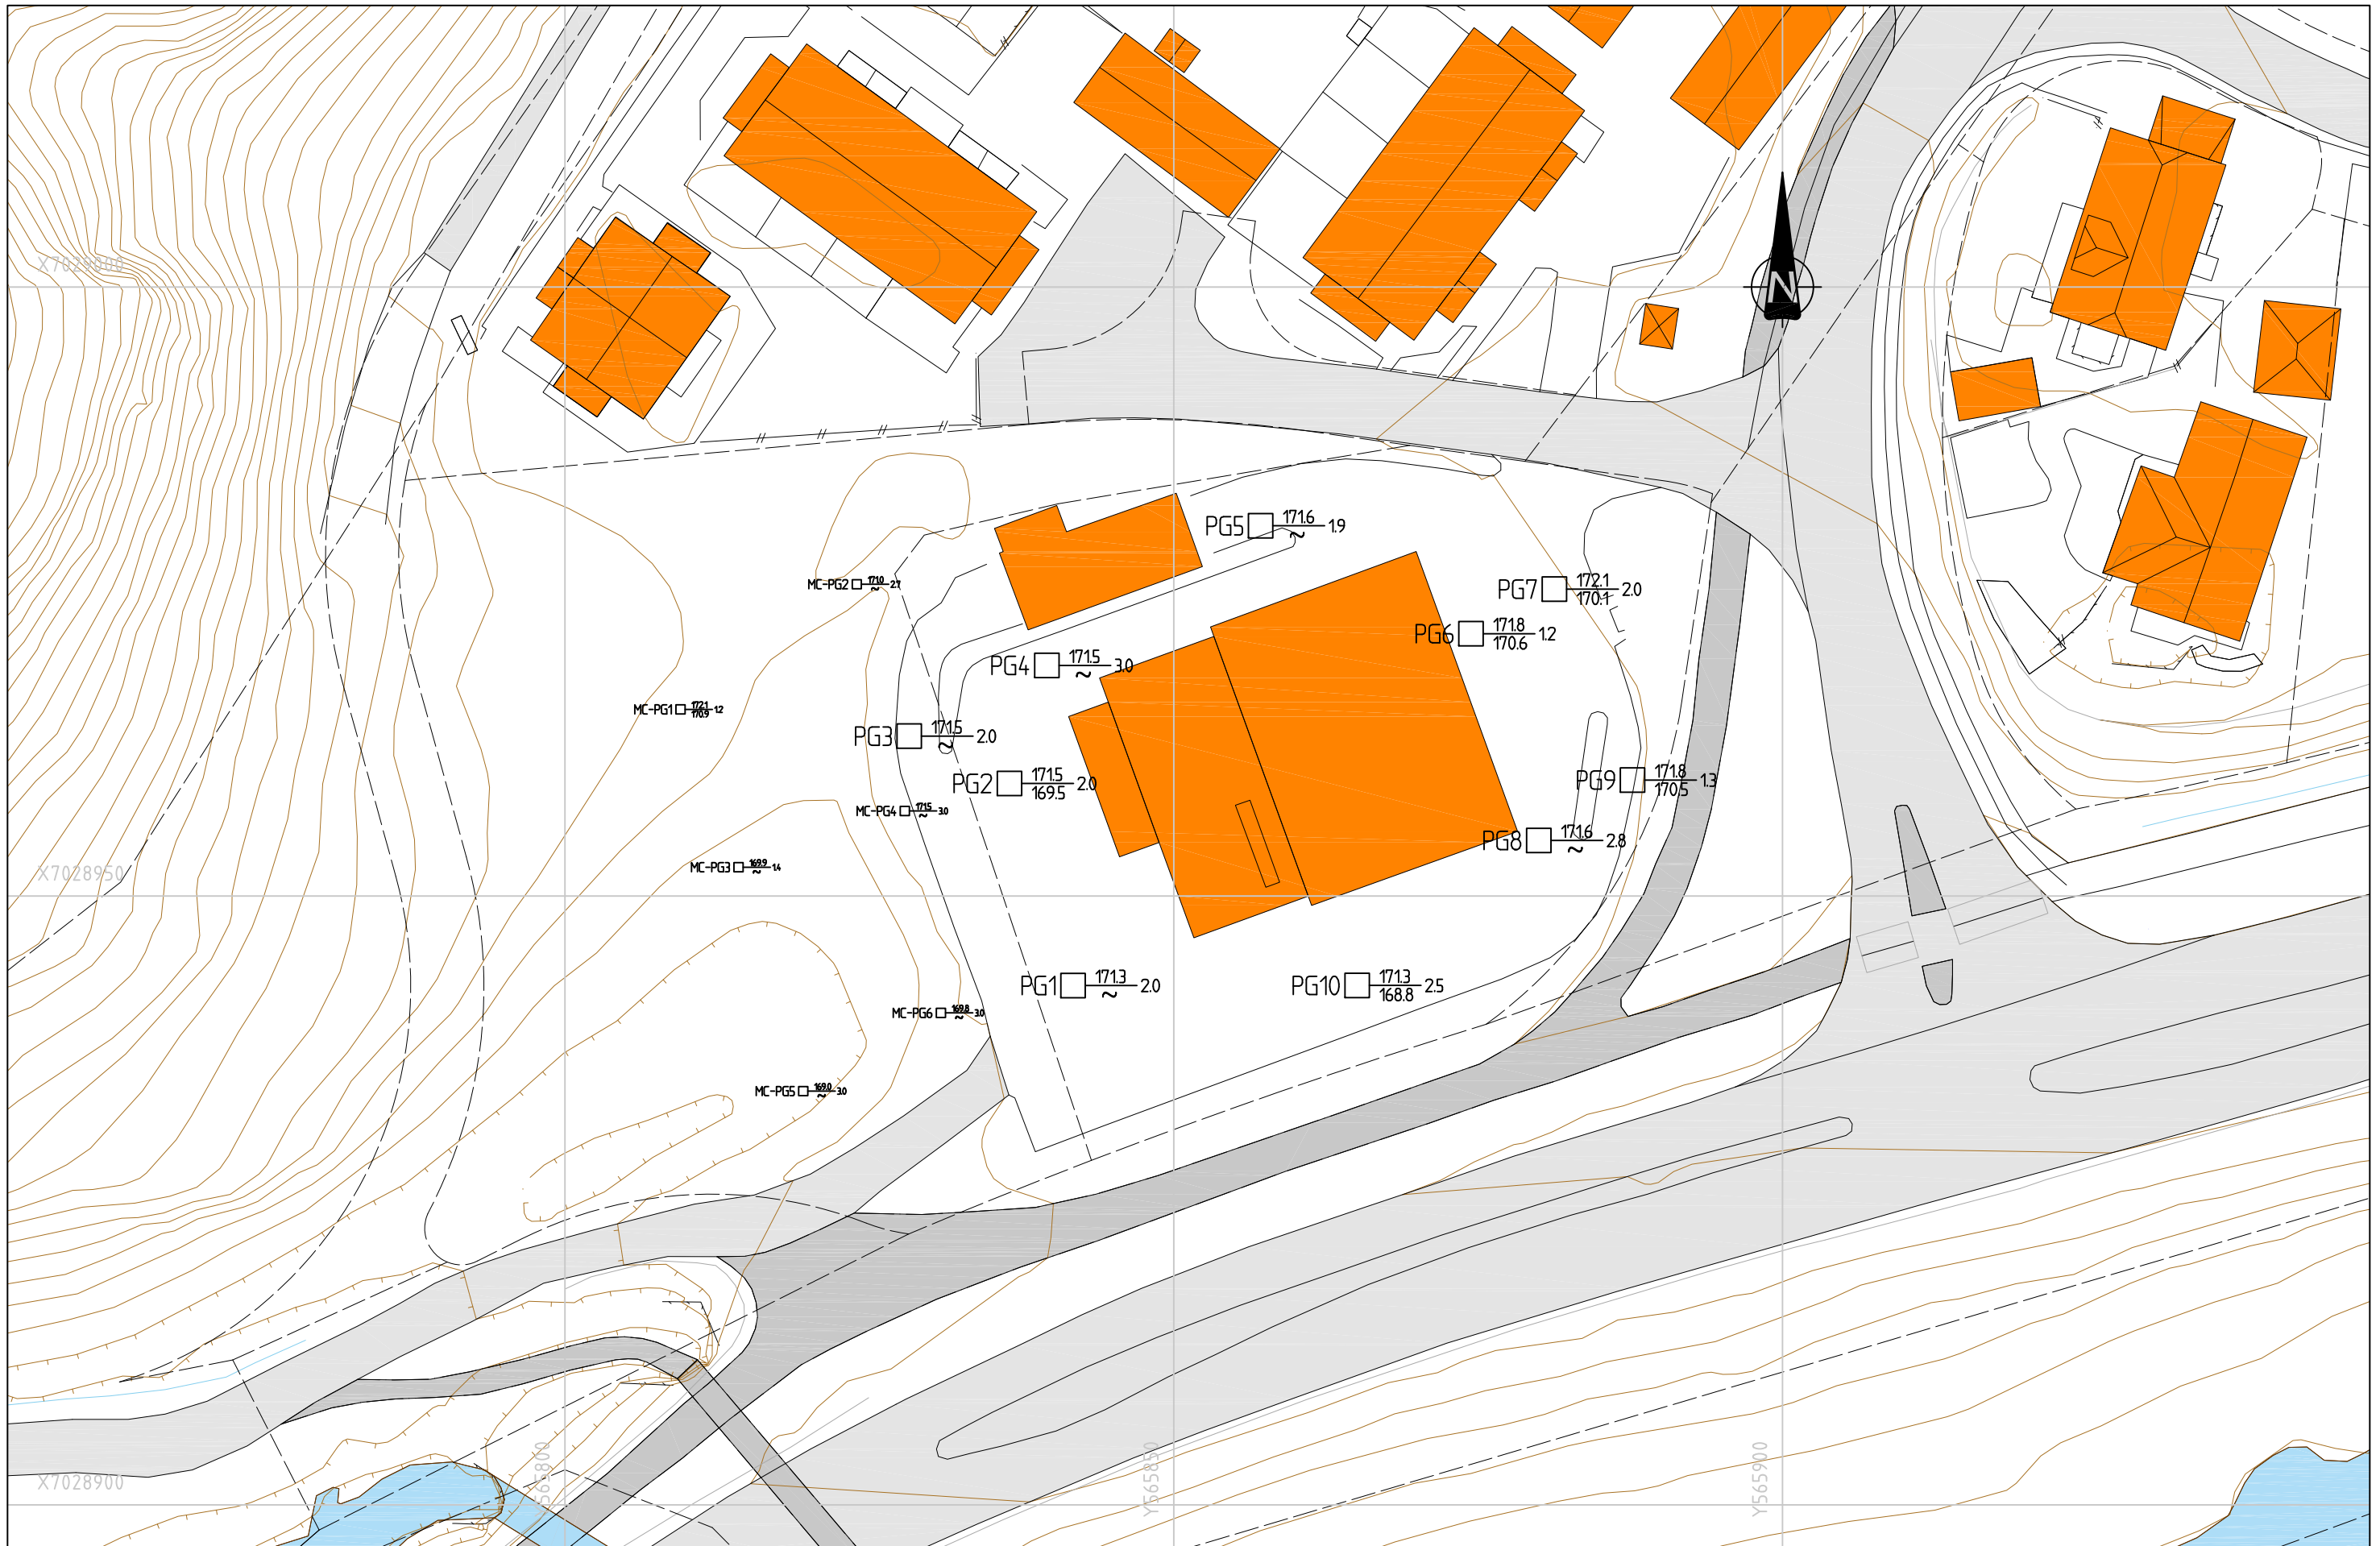 X7029000
N
PG5 171.6 ~ 1.9
MC-PG2 171.0 ~ 2.7
PG7 172.1 170.1 2.0
PG6 171.8 170.6 1.2
PG4 171.5 ~ 3.0
MC-PG1 172.1 170.9 1.2
PG3 171.5 ~ 2.0
PG2 171.5 169.5 2.0
PG9 171.8 170.5 1.3
MC-PG4 171.5 ~ 3.0
PG8 171.6 ~ 2.8
MC-PG3 169.9 ~ 1.4
X7028950
PG1 171.3 ~ 2.0
PG10 171.3 168.8 2.5
MC-PG6 169.8 ~ 3.0
MC-PG5 169.0 ~ 3.0
X7028900
Y565800
Y565850
Y565900